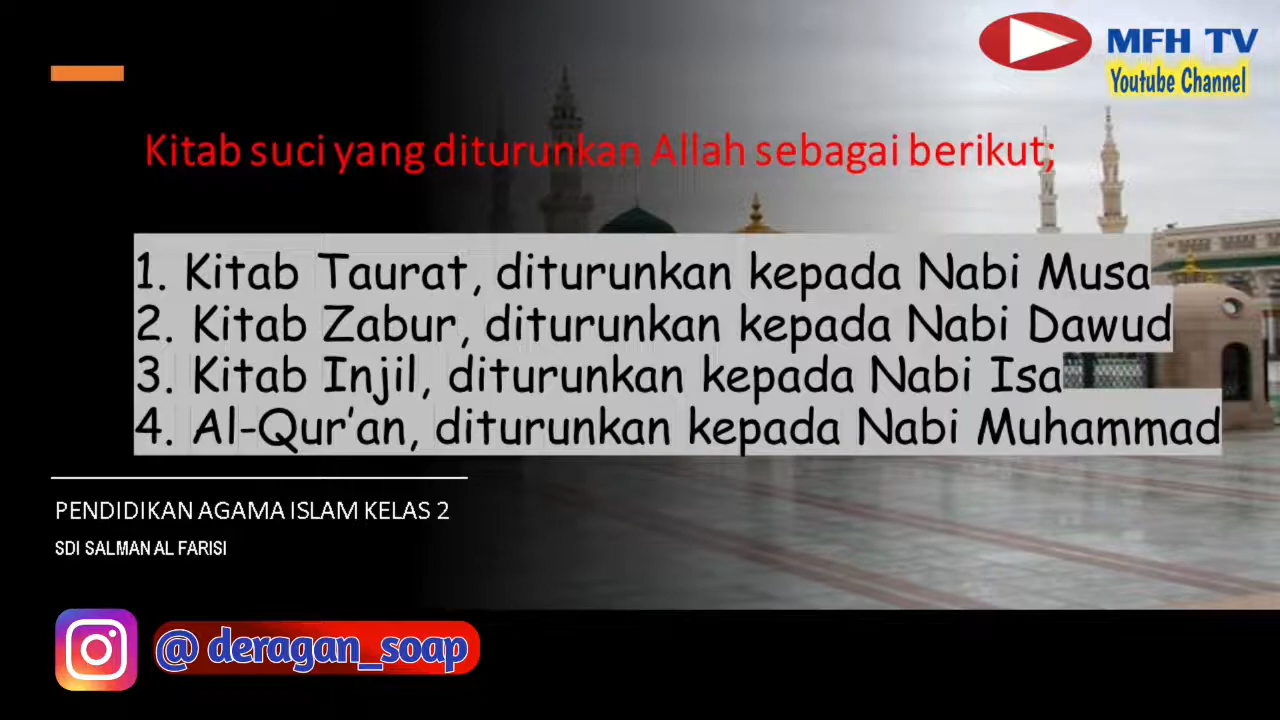 MFH TV
Youtube Channel
Kitab suci yang diturunkan Allah sebagai berikut;
1. Kitab Taurat, diturunkan kepada Nabi Musa
2. Kitab Zabur, diturunkan kepada Nabi Dawud
3. Kitab Injil, diturunkan kepada Nabi Isa
4. Al-Qur’an, diturunkan kepada Nabi Muhammad
PENDIDIKAN AGAMA ISLAM KELAS 2
SDI SALMAN AL FARISI
@ deragan_soap